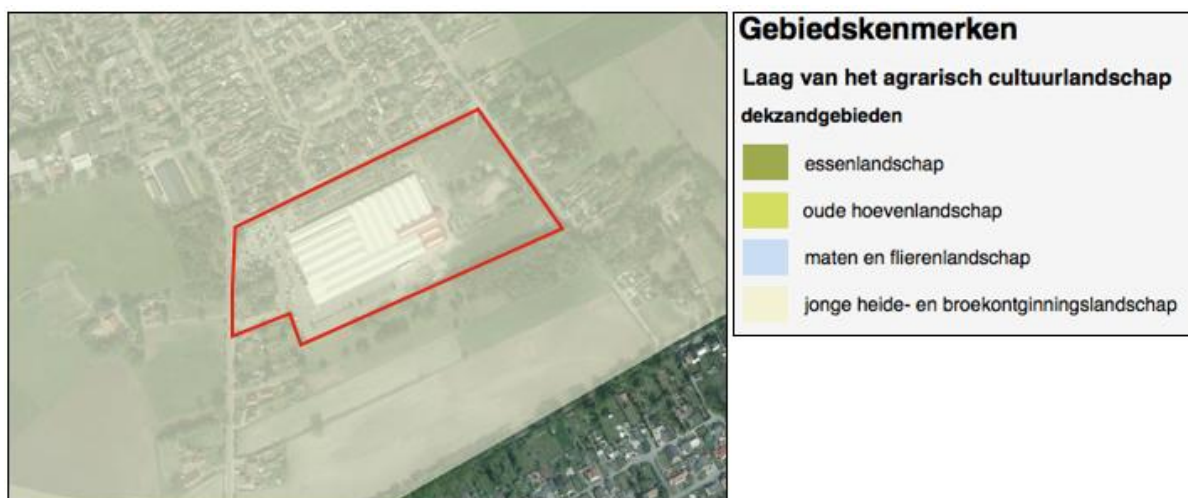 Gebiedskenmerken
Laag van het agrarisch cultuurlandschap
dekzandgebieden
essenlandschap
oude hoevenlandschap
maten en flierenlandschap
jonge heide- en broekontginningslandschap